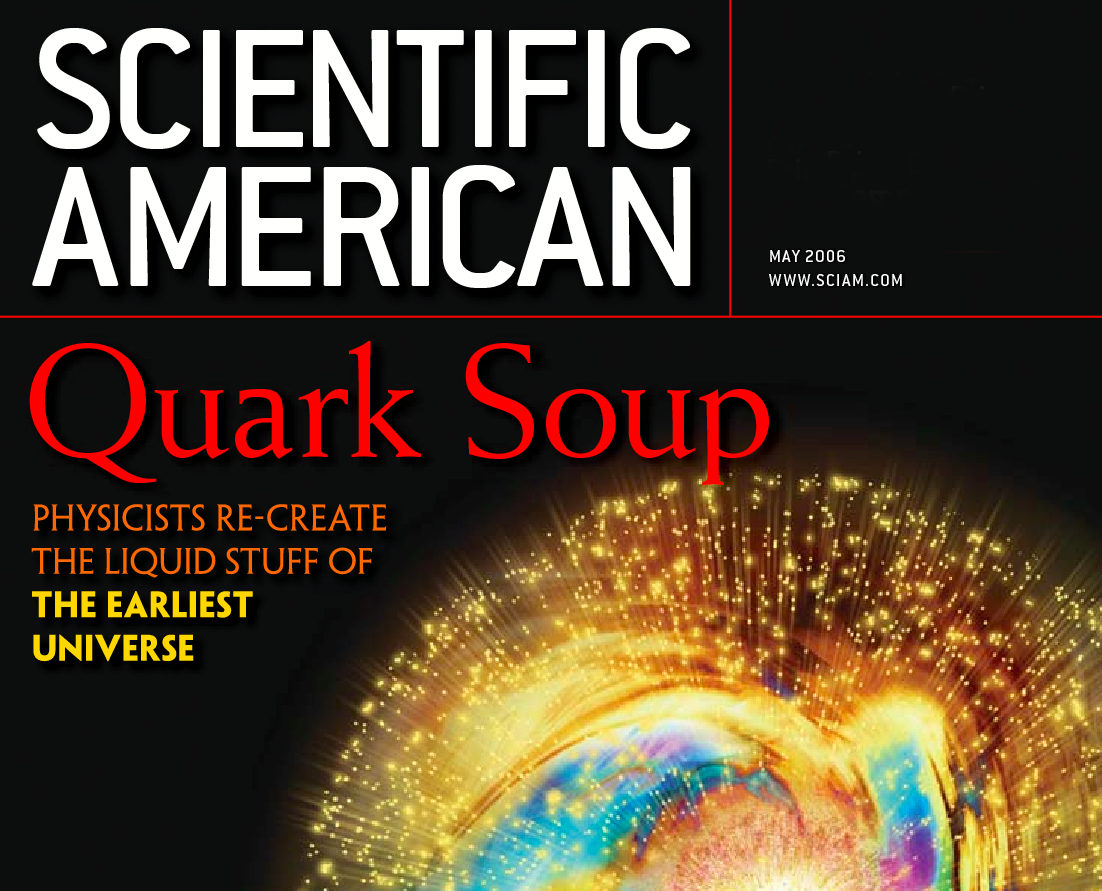 SCIENTIFIC
AMERICAN
MAY 2006
WWW.SCIAM.COM
Quark Soup
PHYSICISTS RE-CREATE
THE LIQUID STUFF OF
THE EARLIEST
UNIVERSE